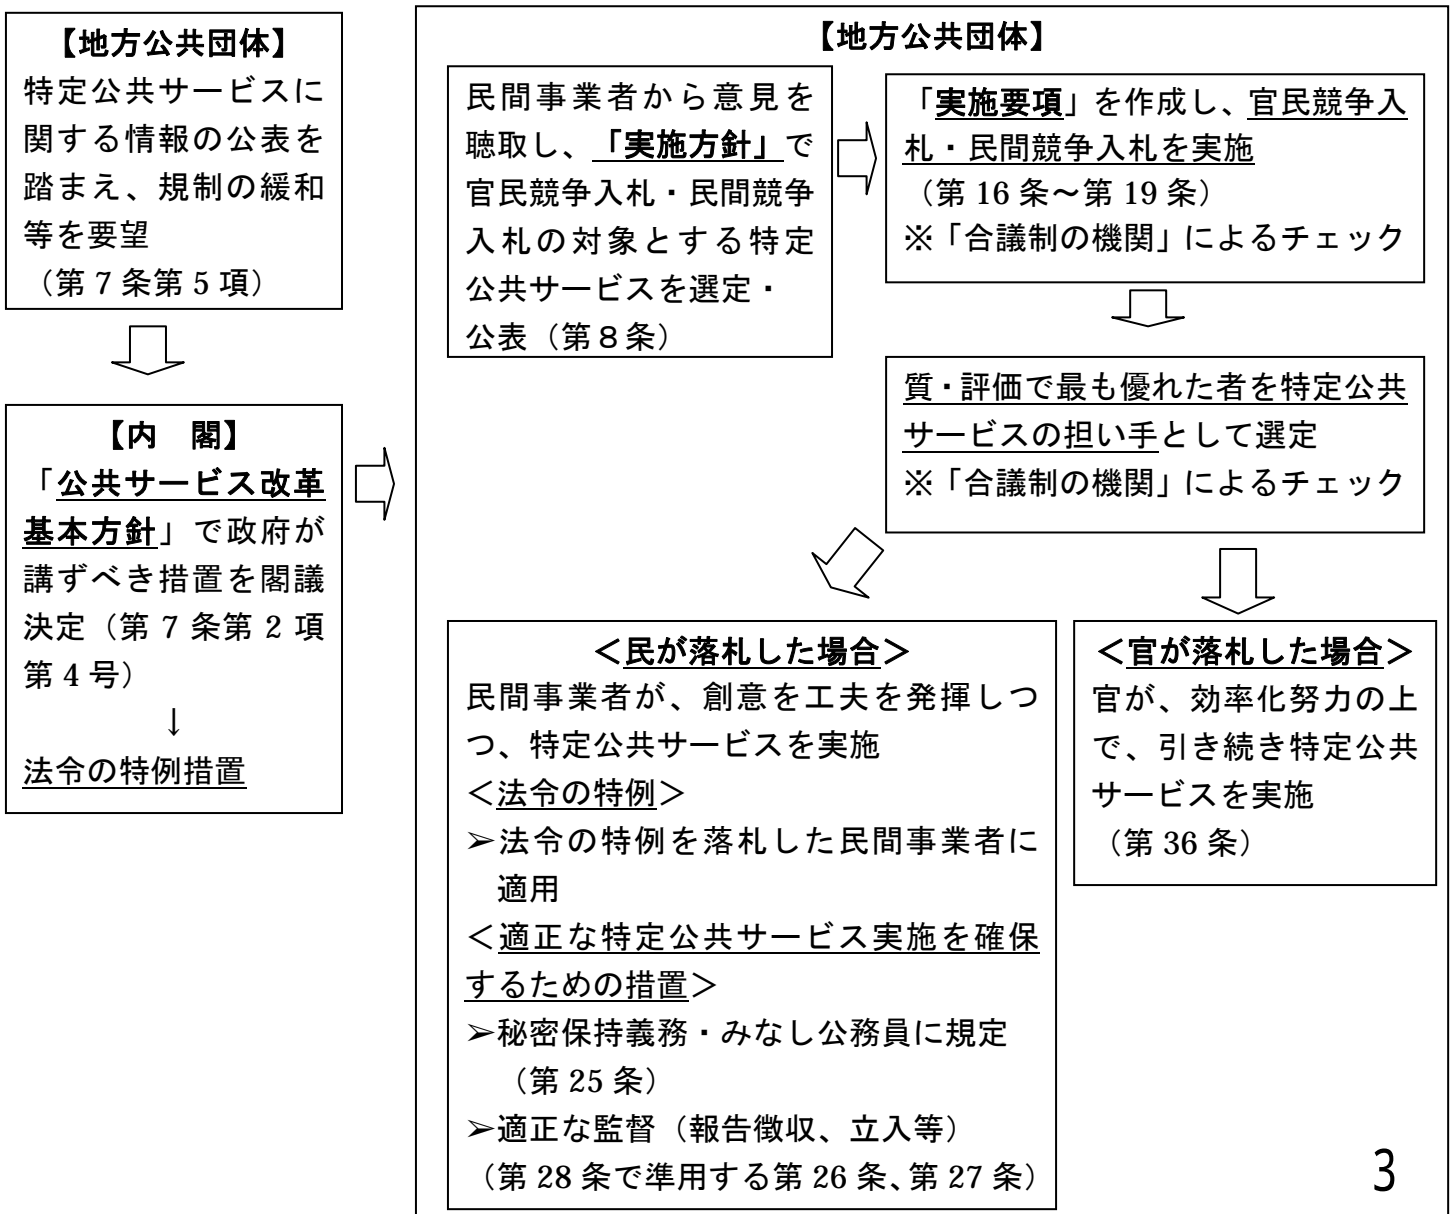 【地方公共団体】
特定公共サービスに
関する情報の公表を
踏まえ、規制の緩和
等を要望
（第 7 条第 5 項）
【内　閣】
「公共サービス改革
基本方針」で政府が
講ずべき措置を閣議
決定（第 7 条第 2 項
第 4 号）
↓
法令の特例措置
【地方公共団体】
民間事業者から意見を
聴取し、「実施方針」で
官民競争入札・民間競争
入札の対象とする特定
公共サービスを選定・
公表（第８条）
「実施要項」を作成し、官民競争入
札・民間競争入札を実施
（第 16 条～第 19 条）
※「合議制の機関」によるチェック
質・評価で最も優れた者を特定公共
サービスの担い手として選定
※「合議制の機関」によるチェック
＜民が落札した場合＞
民間事業者が、創意を工夫を発揮しつ
つ、特定公共サービスを実施
＜法令の特例＞
➢法令の特例を落札した民間事業者に
適用
＜適正な特定公共サービス実施を確保
するための措置＞
➢秘密保持義務・みなし公務員に規定
（第 25 条）
➢適正な監督（報告徴収、立入等）
（第 28 条で準用する第 26 条、第 27 条）
＜官が落札した場合＞
官が、効率化努力の上
で、引き続き特定公共
サービスを実施
（第 36 条）
3